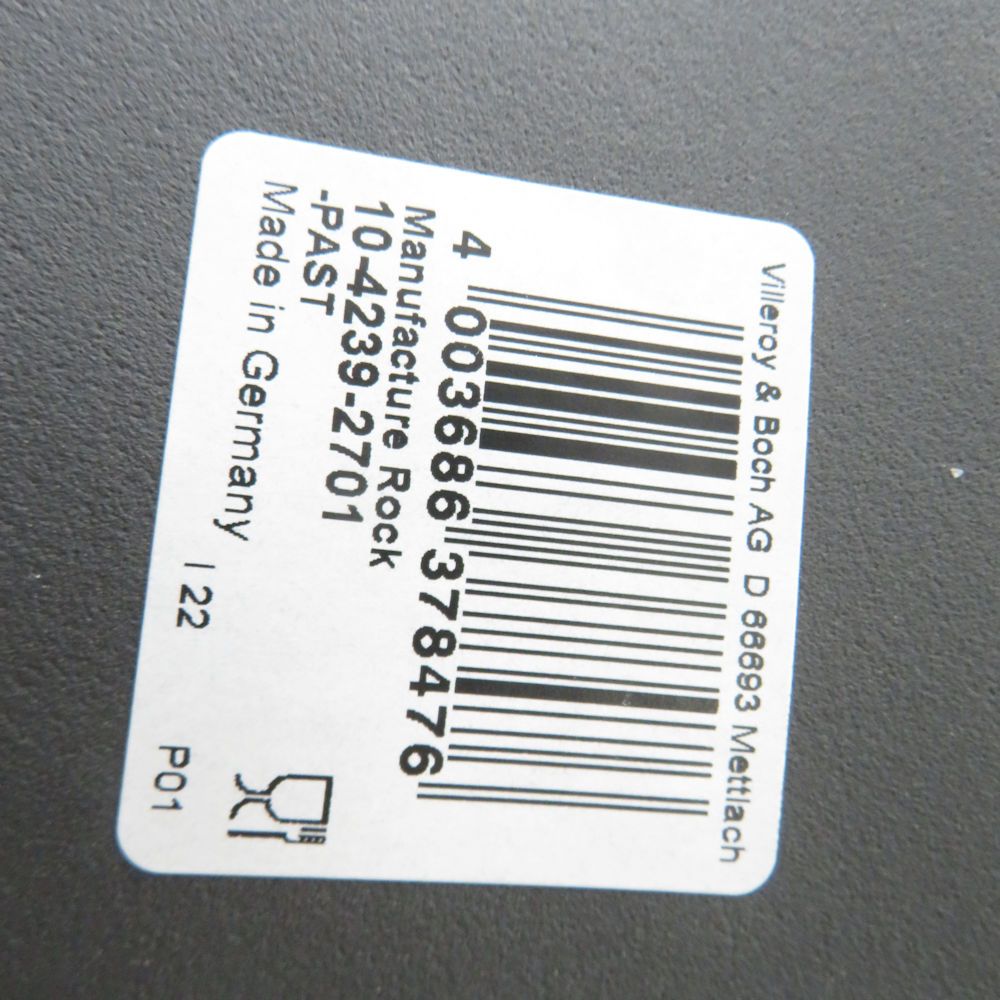 Villeroy & Boch AG D 66693 Mettlach
4 003686 378476
Manufacture Rock
10-4239-2701
-PAST
Made in Germany
I 22
P01